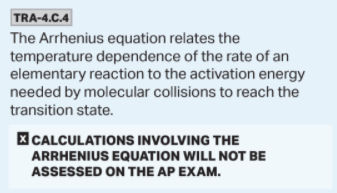 TRA-4.C.4
The Arrhenius equation relates the
temperature dependence of the rate of an
elementary reaction to the activation energy
needed by molecular collisions to reach the
transition state.
X CALCULATIONS INVOLVING THE
ARRHENIUS EQUATION WILL NOT BE
ASSESSED ON THE AP EXAM.